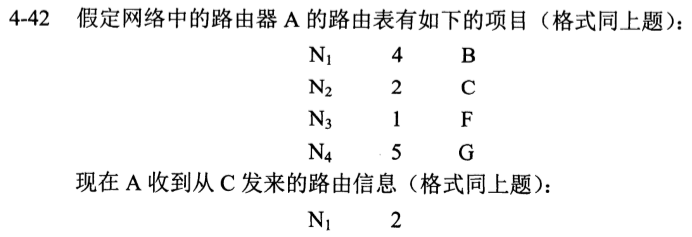 4-42 假定网络中的路由器 A 的路由表有如下的项目（格式同上题）：
N₁ 4 B
N₂ 2 C
N₃ 1 F
N₄ 5 G
现在 A 收到从 C 发来的路由信息（格式同上题）：
N₁ 2